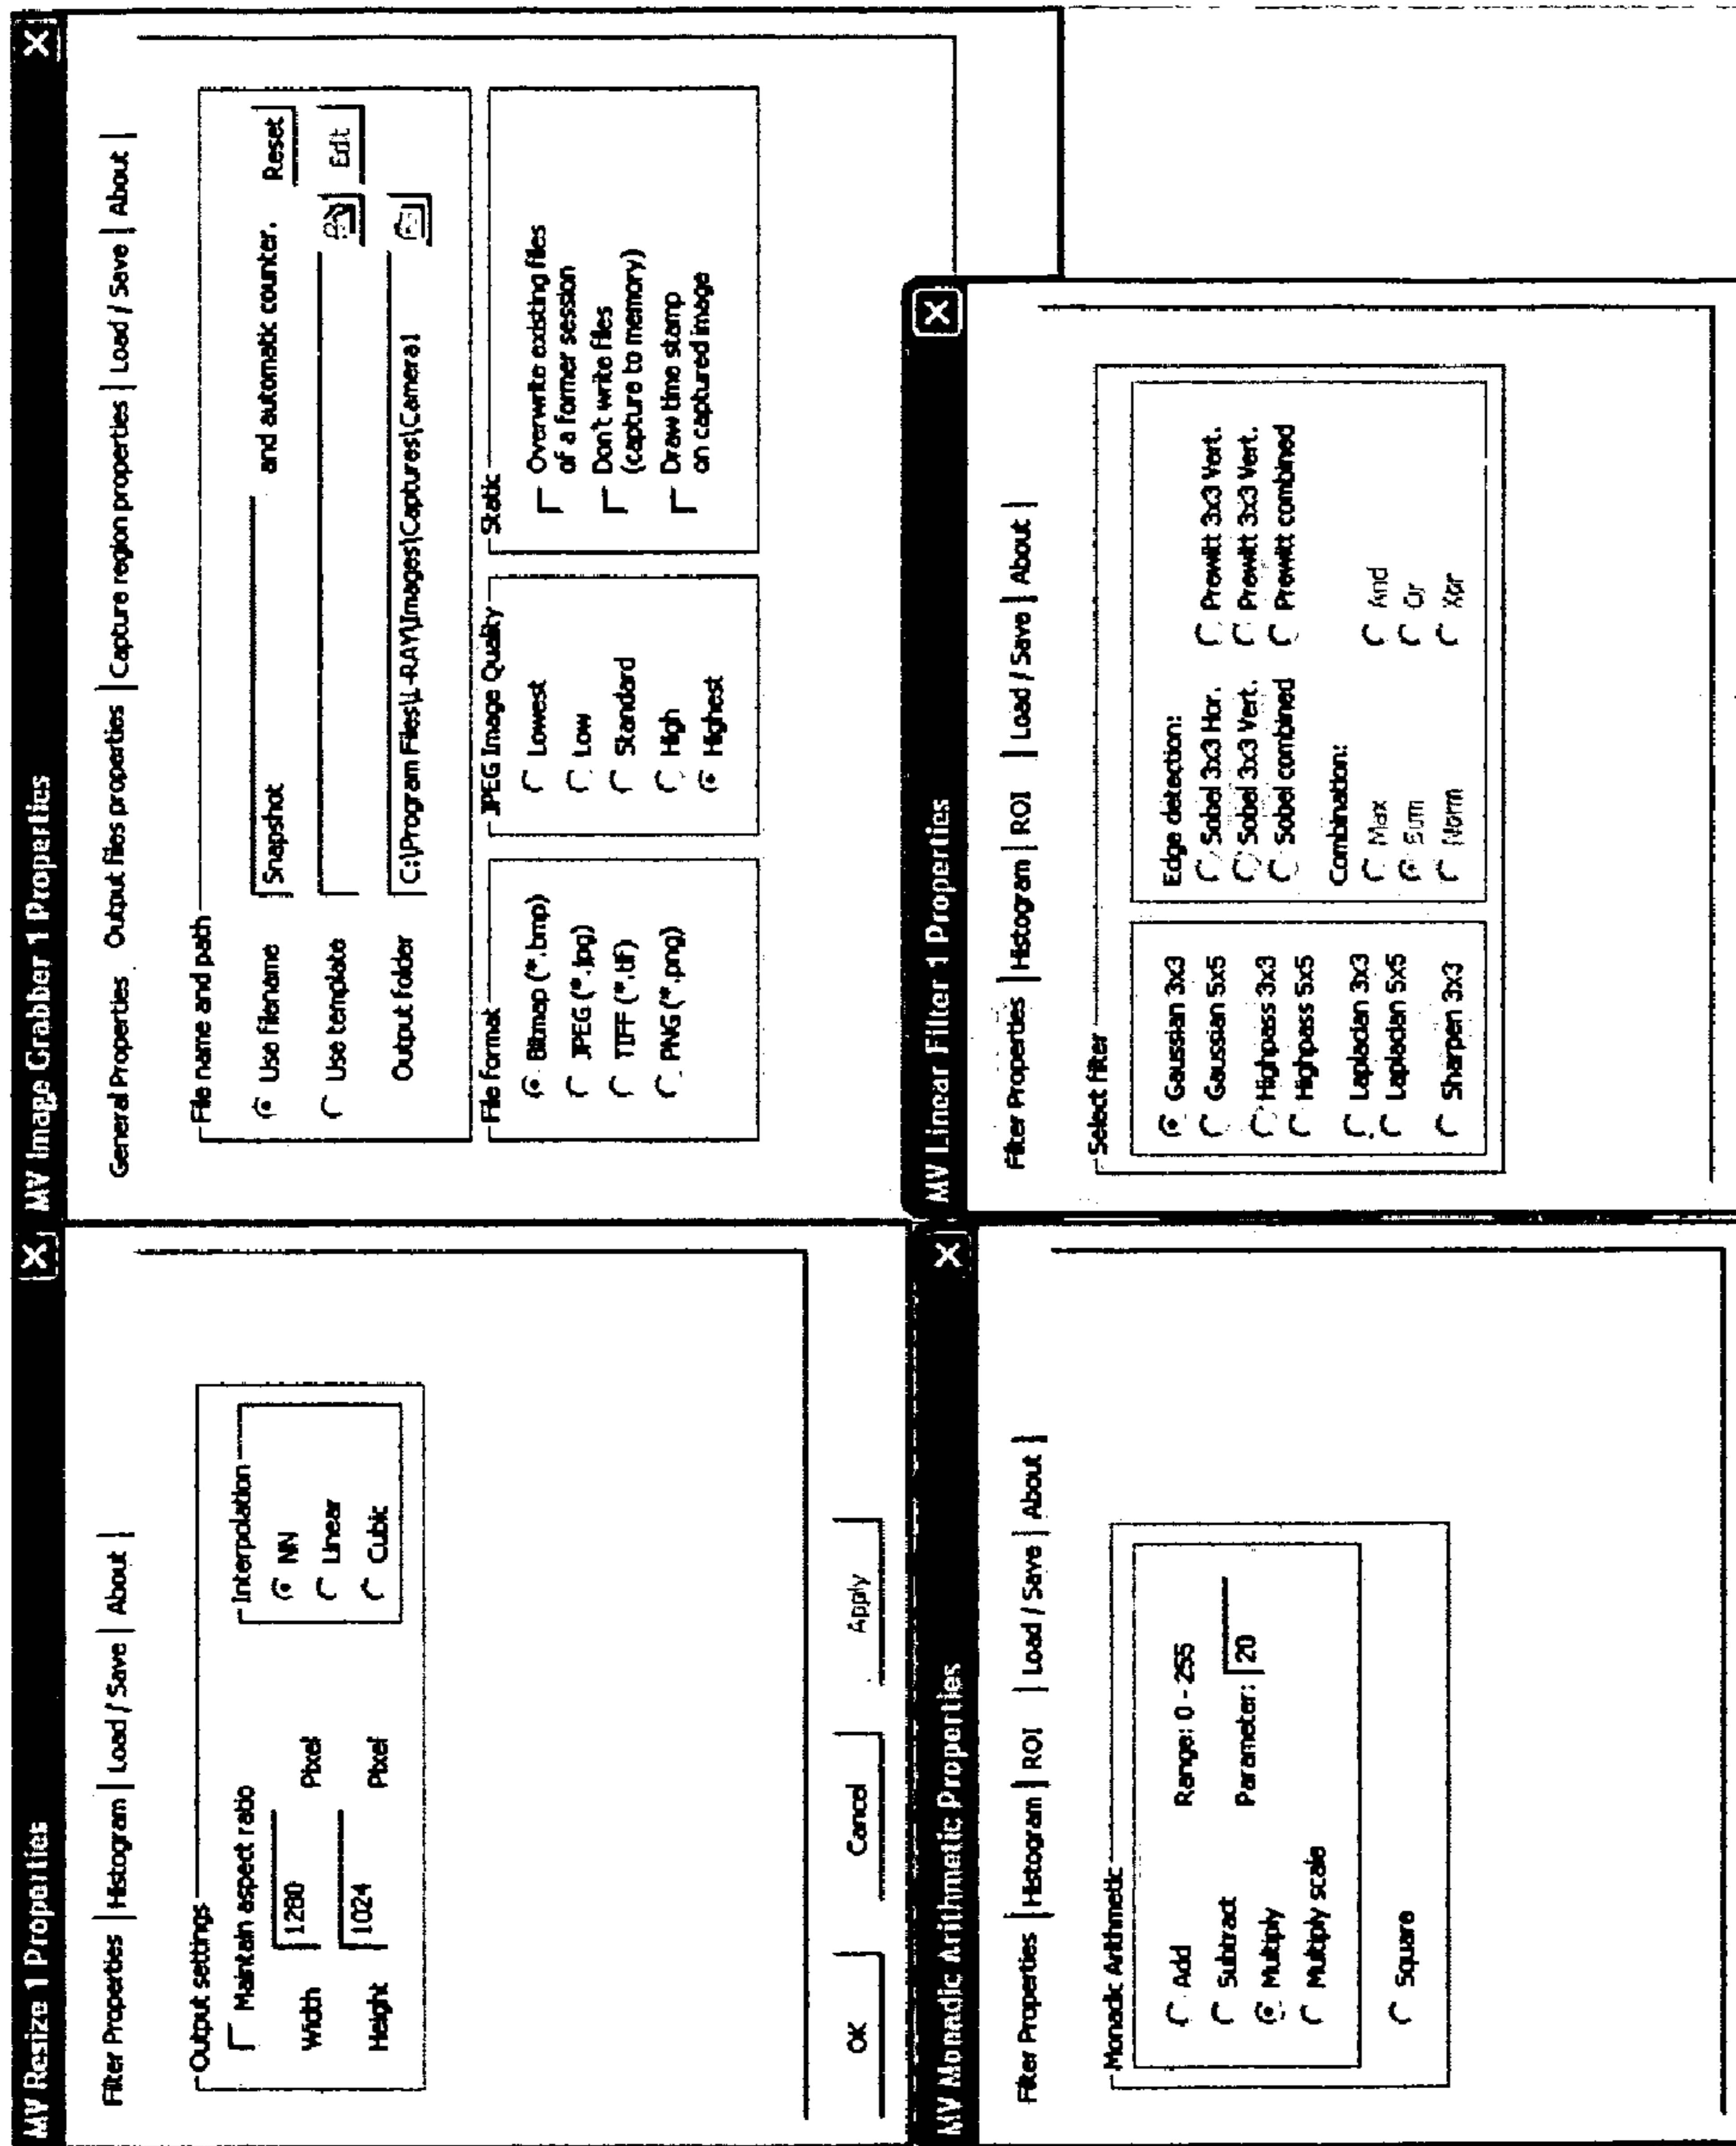 MV Resize 1 Properties
Filter Properties | Histogram | Load / Save | About |
Output settings
Maintain aspect ratio
Width 1280 Pixel
Height 1024 Pixel
Interpolation
NN
Linear
Cubic
OK Cancel Apply
MV Image Grabber 1 Properties
General Properties Output files properties | Capture region properties | Load / Save | About |
File name and path
Use filename Snapshot and automatic counter. Reset
Use template Edit
Output folder C:\Program Files\L-RAY\Images\Captures\Camera1
File format
Bitmap (*.bmp)
JPEG (*.jpg)
TIFF (*.tif)
PNG (*.png)
JPEG Image Quality
Lowest
Low
Standard
High
Highest
Static
Overwrite existing files
of a former session
Don't write files
(capture to memory)
Draw time stamp
on captured image
MV Monadic Arithmetic Properties
Filter Properties | Histogram | ROI | Load / Save | About |
Monadic Arithmetic
Add
Subtract
Multiply
Multiply scale
Square
Range: 0 - 255
Parameter: 20
MV Linear Filter 1 Properties
Filter Properties | Histogram | ROI | Load / Save | About |
Select filter
Gaussian 3x3
Gaussian 5x5
Highpass 3x3
Highpass 5x5
Laplacian 3x3
Laplacian 5x5
Sharpen 3x3
Edge detection:
Sobel 3x3 Hor. Prewitt 3x3 Vert.
Sobel 3x3 Vert. Prewitt 3x3 Vert.
Sobel combined Prewitt combined
Combination:
Max And
Sum Or
Norm Xor